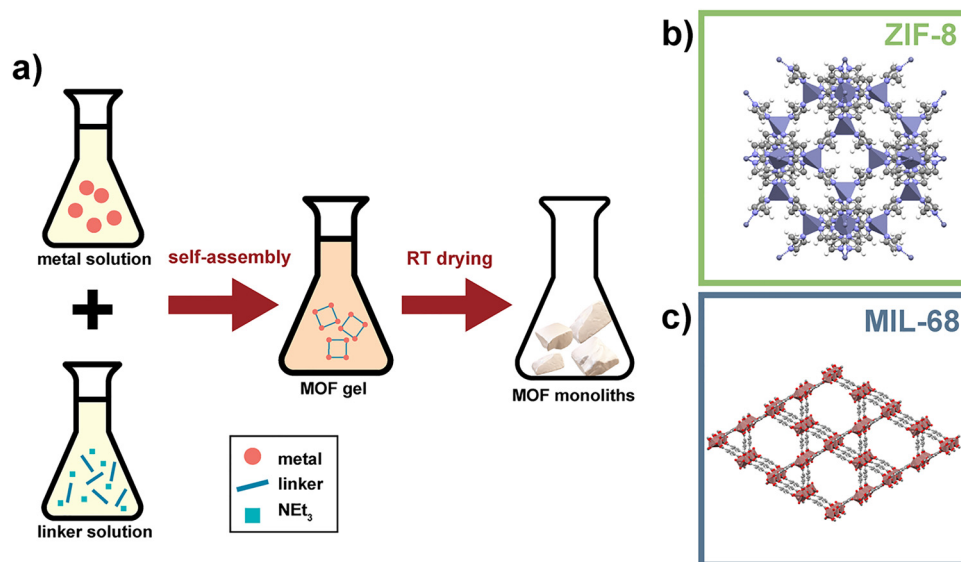 a)
metal solution
linker solution
self-assembly
MOF gel
RT drying
MOF monoliths
metal
linker
NEt₃
b)
ZIF-8
c)
MIL-68